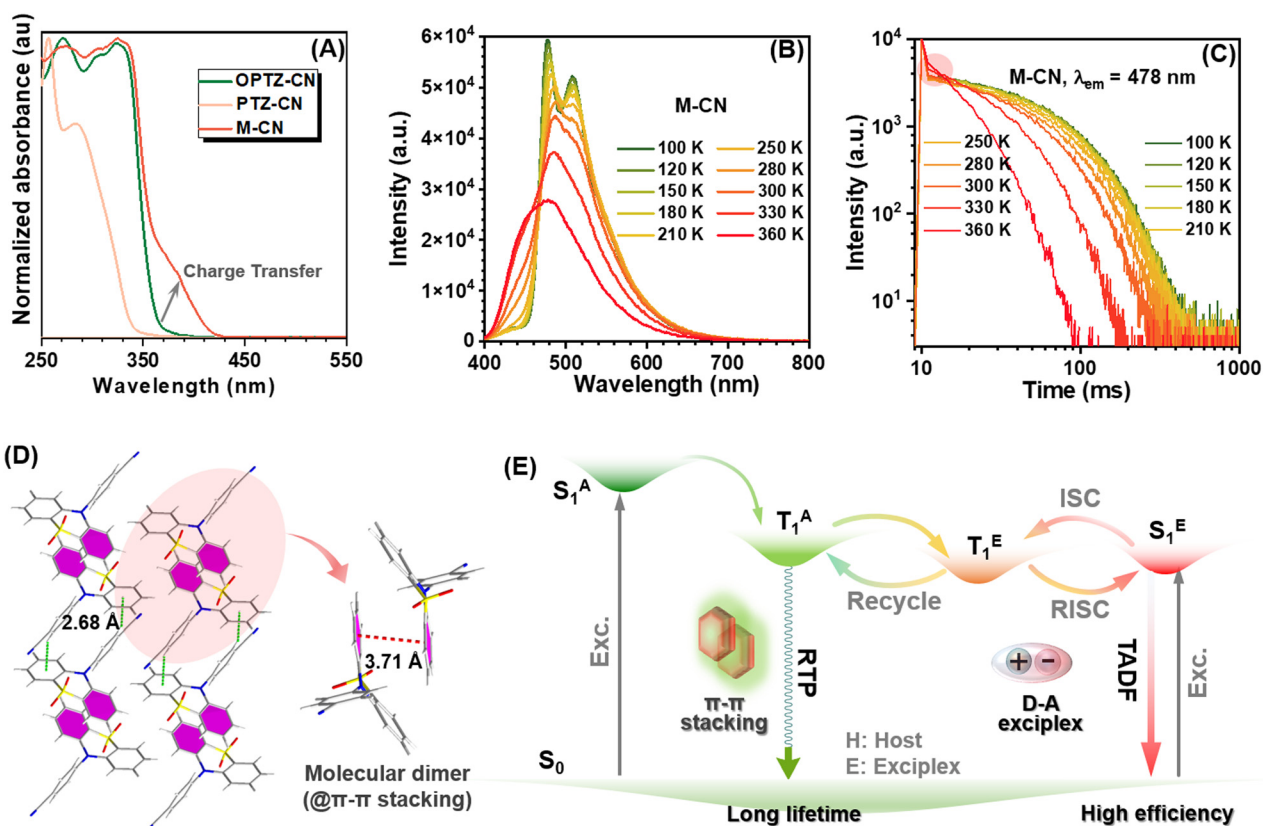 (A)
Normalized absorbance (au)
OPTZ-CN
PTZ-CN
M-CN
Charge Transfer
250 350 450 550
Wavelength (nm)
(B)
Intensity (a.u.)
6×10⁴
5×10⁴
4×10⁴
3×10⁴
2×10⁴
1×10⁴
0
M-CN
100 K 250 K
120 K 280 K
150 K 300 K
180 K 330 K
210 K 360 K
400 500 600 700 800
Wavelength (nm)
(C)
Intensity (a.u.)
10⁴
10³
10²
10¹
M-CN, λem = 478 nm
250 K 100 K
280 K 120 K
300 K 150 K
330 K 180 K
360 K 210 K
10 100 1000
Time (ms)
(D)
2.68 Å
3.71 Å
Molecular dimer
(@π-π stacking)
(E)
S₁ᴬ
T₁ᴬ
T₁ᴱ
S₁ᴱ
ISC
Recycle
RISC
Exc.
π-π
stacking
RTP
+ -
D-A
exciplex
TADF
Exc.
H: Host
E: Exciplex
S₀
Long lifetime
High efficiency